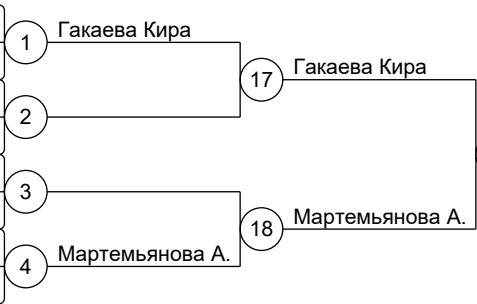 1 Гакаева Кира
17 Гакаева Кира
2
3
18 Мартемьянова А.
4 Мартемьянова А.